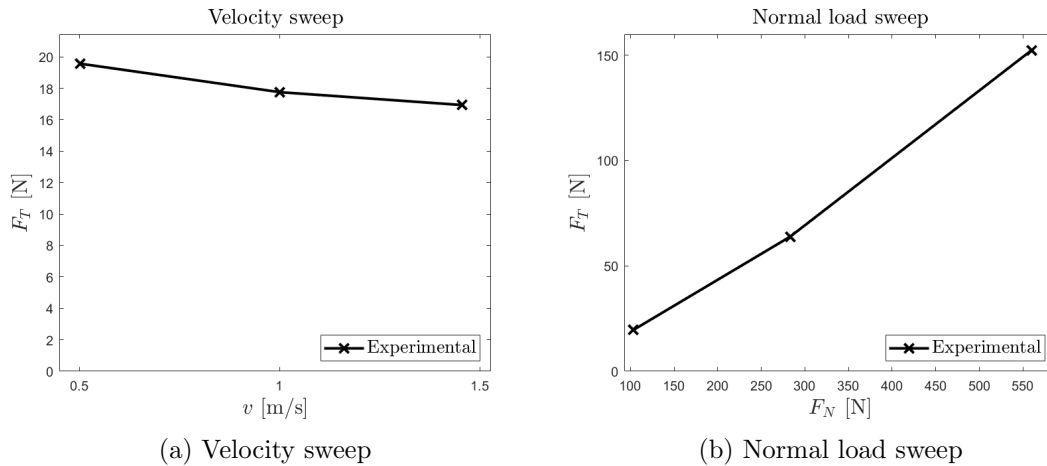 Velocity sweep
20
18
16
14
12
10
8
6
4
2
0
F_T [N]
Experimental
0.5
1
1.5
v [m/s]
(a) Velocity sweep
Normal load sweep
150
100
50
0
F_T [N]
Experimental
100 150 200 250 300 350 400 450 500 550
F_N [N]
(b) Normal load sweep